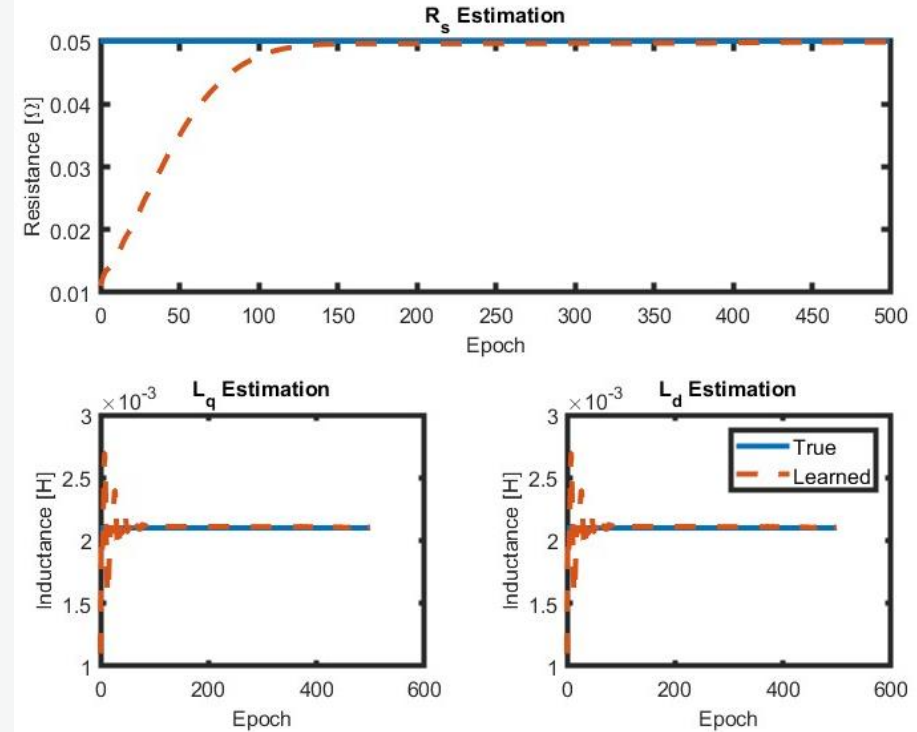 R_s Estimation
0.05
0.04
0.03
0.02
0.01
Resistance [Ω]
0 50 100 150 200 250 300 350 400 450 500
Epoch
L_q Estimation
×10^-3
3
2.5
2
1.5
1
Inductance [H]
0 200 400 600
Epoch
L_d Estimation
×10^-3
3
2.5
2
1.5
1
Inductance [H]
True
Learned
0 200 400 600
Epoch